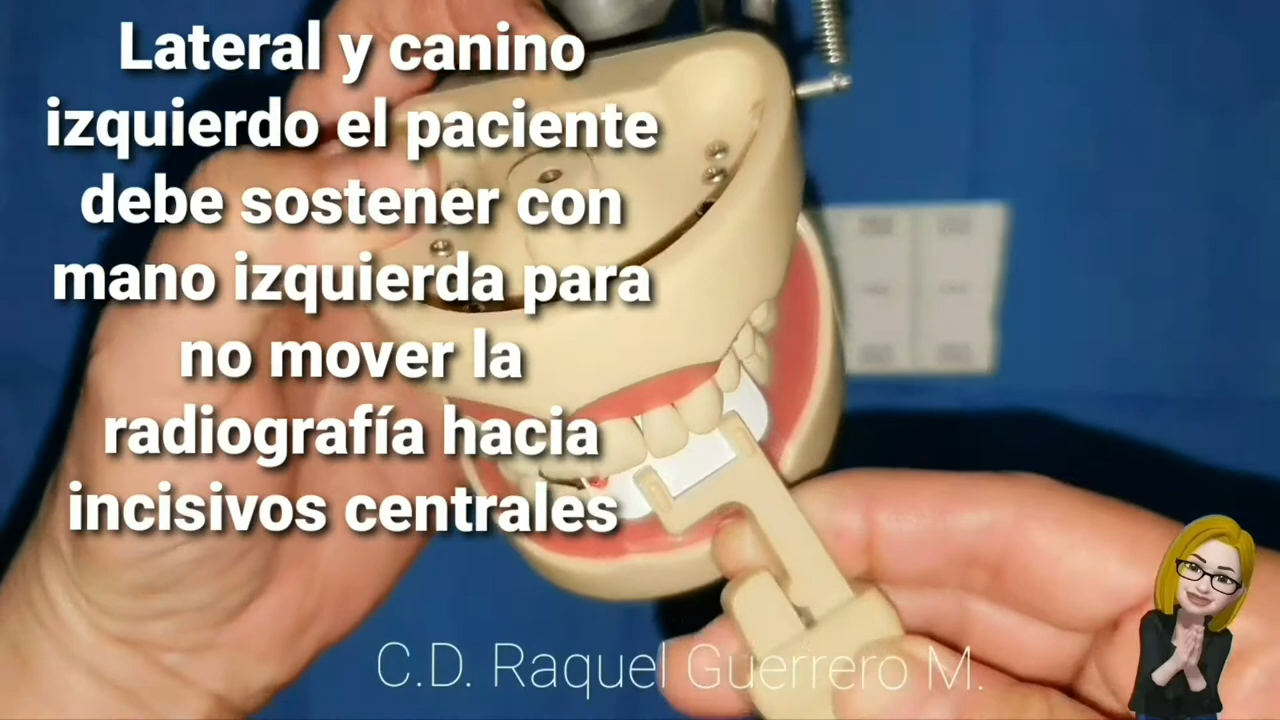 Lateral y canino
izquierdo el paciente
debe sostener con
mano izquierda para
no mover la
radiografía hacia
incisivos centrales
C.D. Raquel Guerrero M.